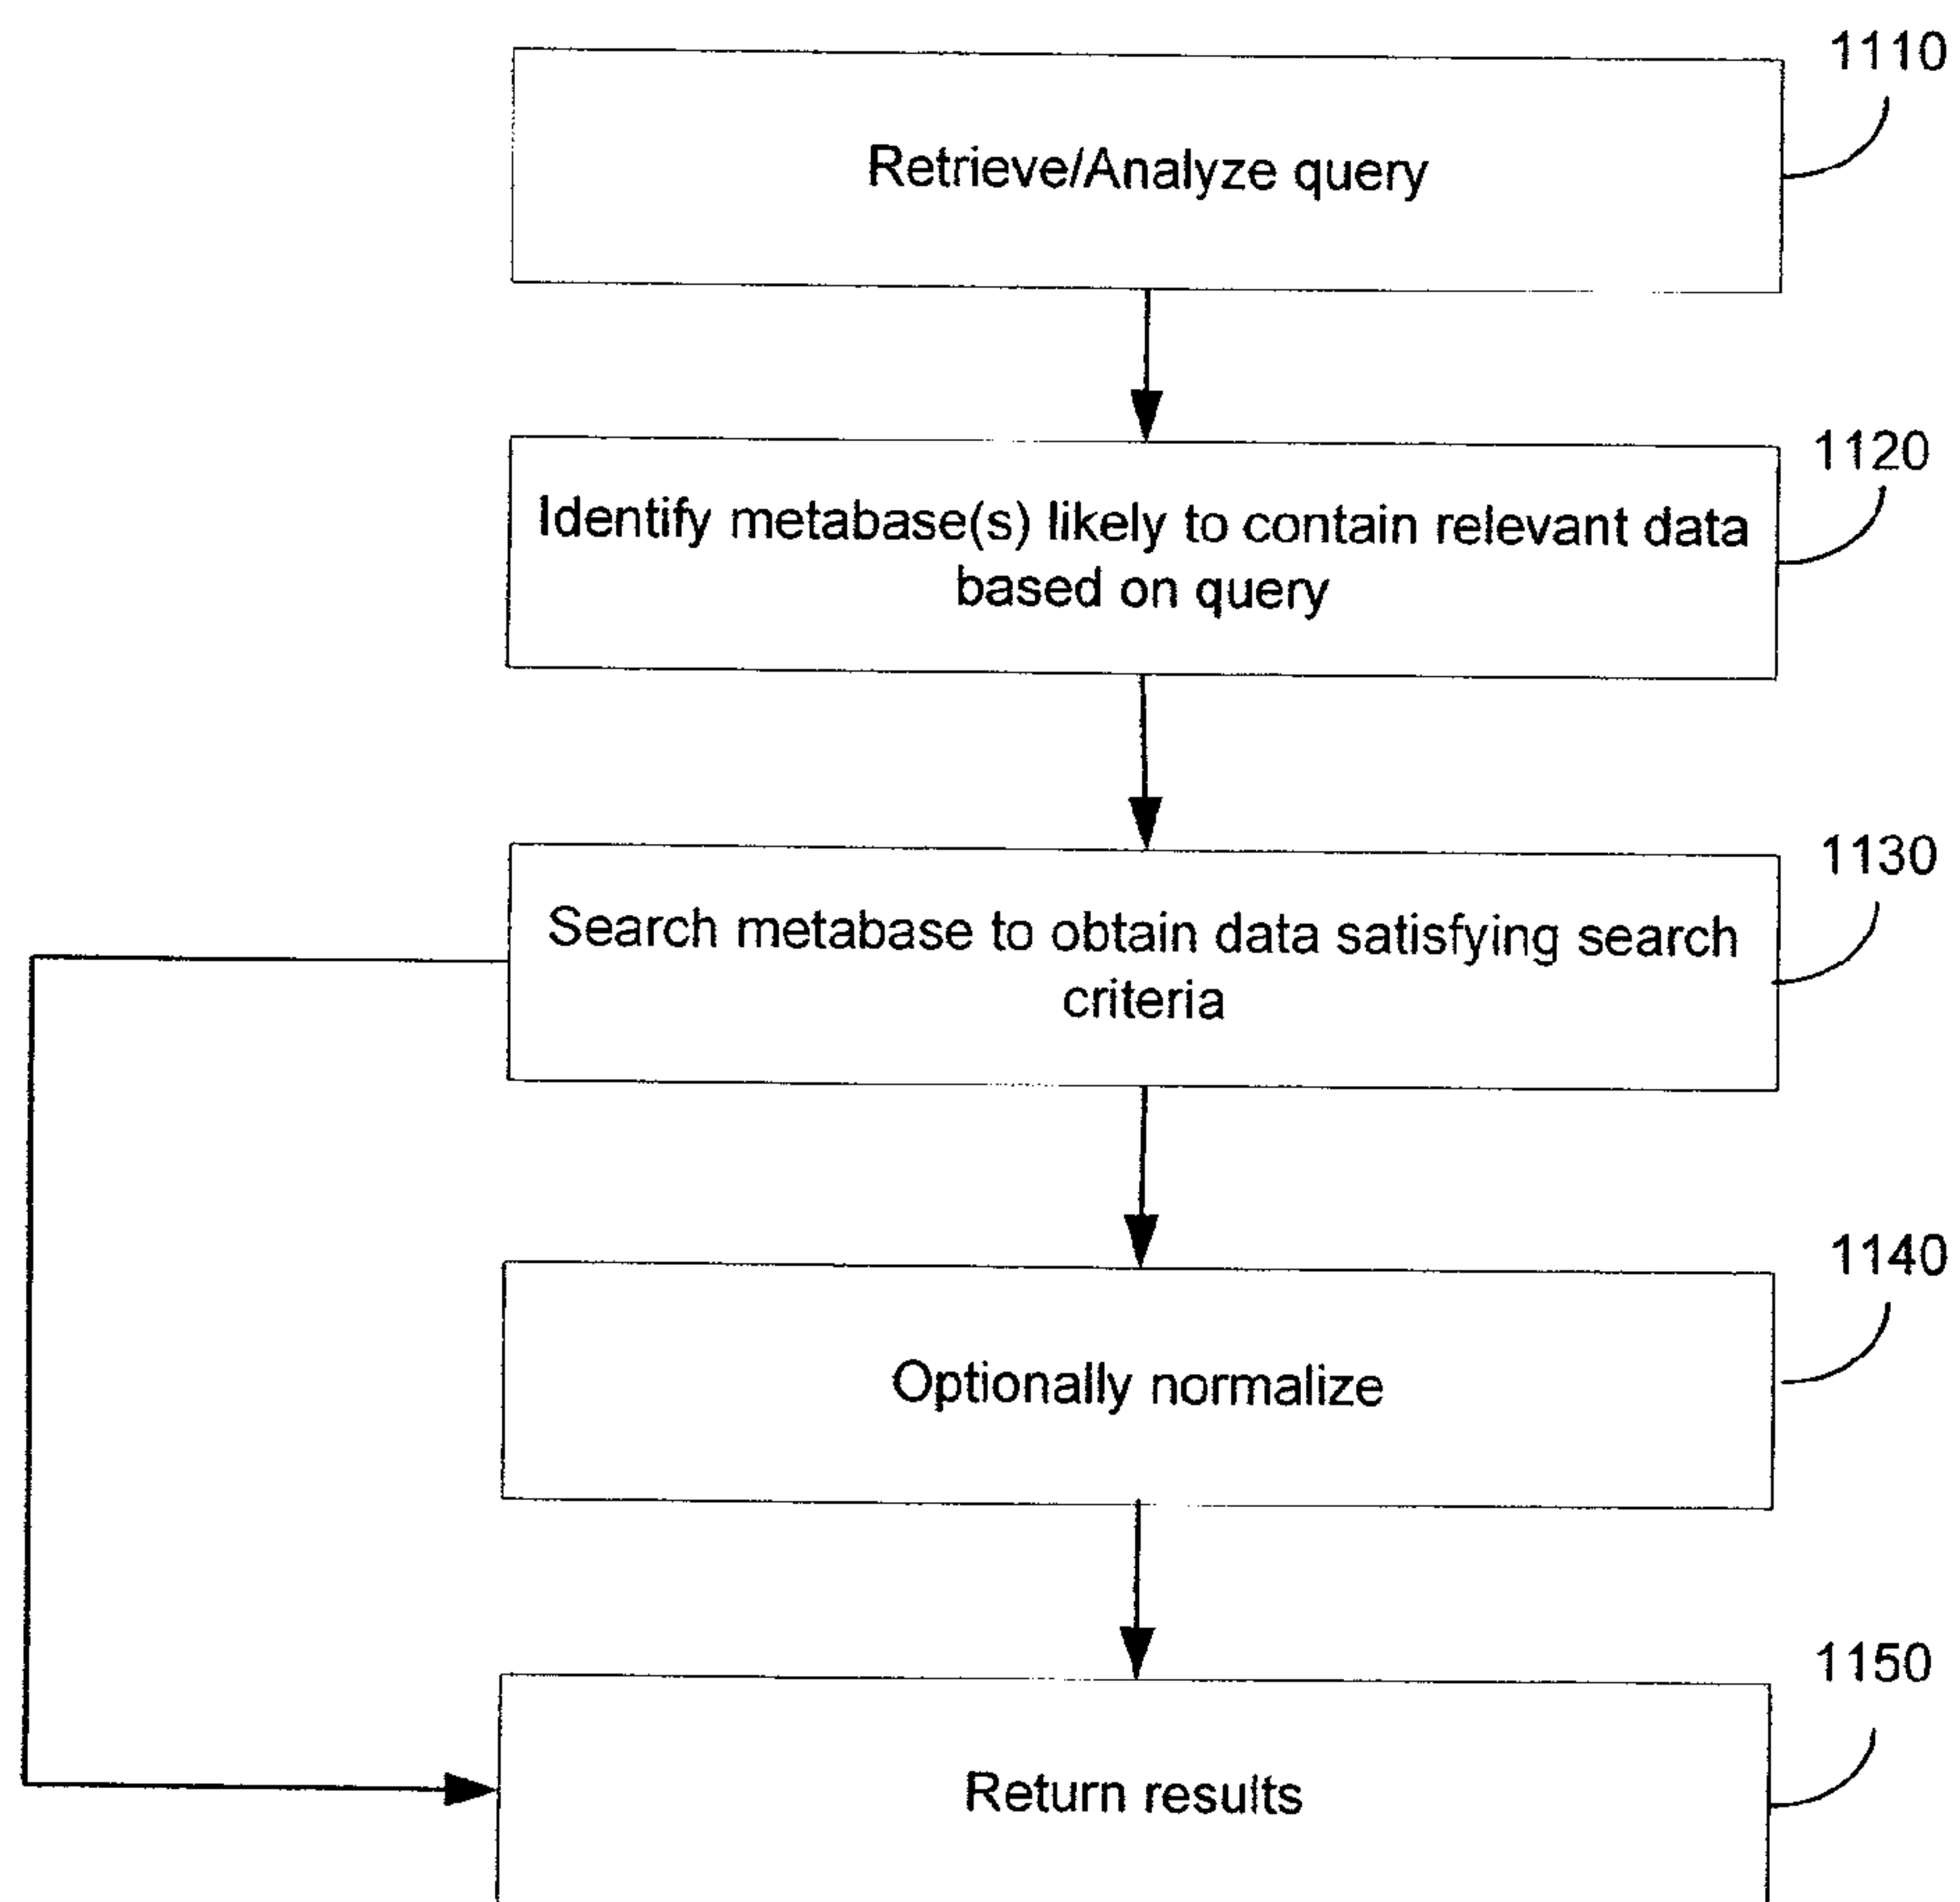 1110
Retrieve/Analyze query
1120
Identify metabase(s) likely to contain relevant data
based on query
1130
Search metabase to obtain data satisfying search
criteria
1140
Optionally normalize
1150
Return results